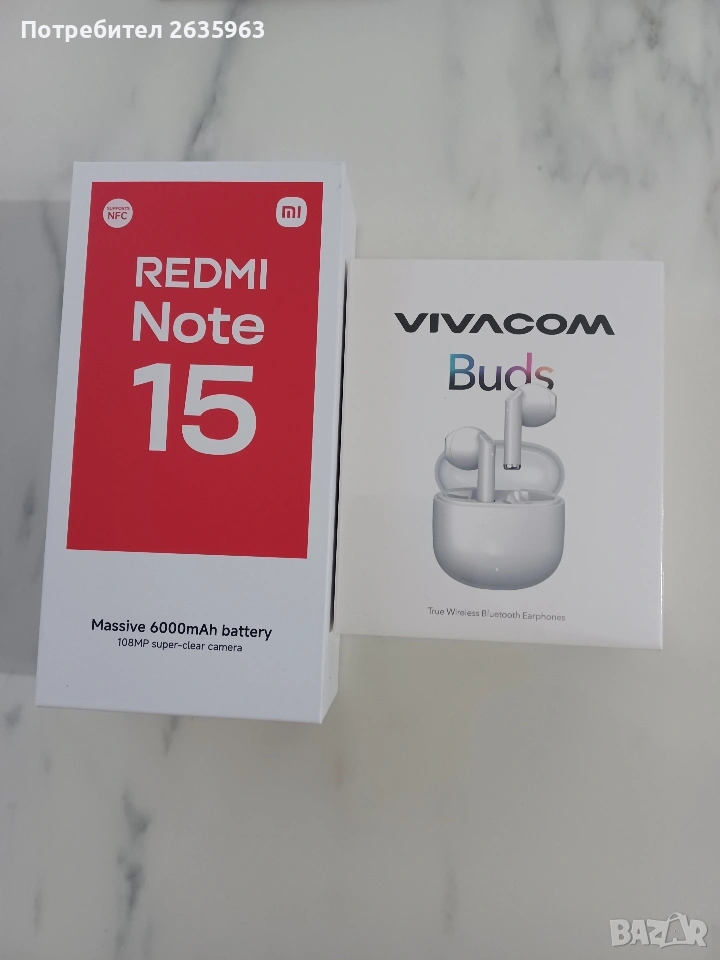 Потребител 2635963
SUPPORTS
NFC
REDMI
Note
15
Massive 6000mAh battery
108MP super-clear camera
VIVACOM
Buds
True Wireless Bluetooth Earphones
BAZAR